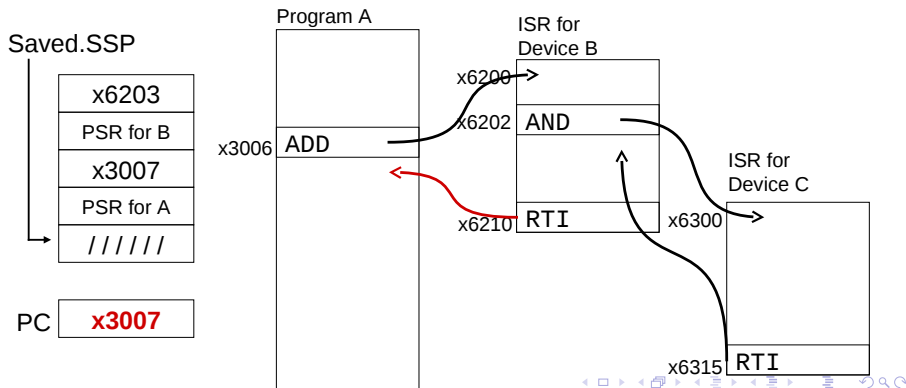 Saved.SSP
x6203
PSR for B
x3007
PSR for A
//////
PC
x3007
Program A
x3006
ADD
ISR for
Device B
x6200
x6202
AND
x6210
RTI
ISR for
Device C
x6300
x6315
RTI